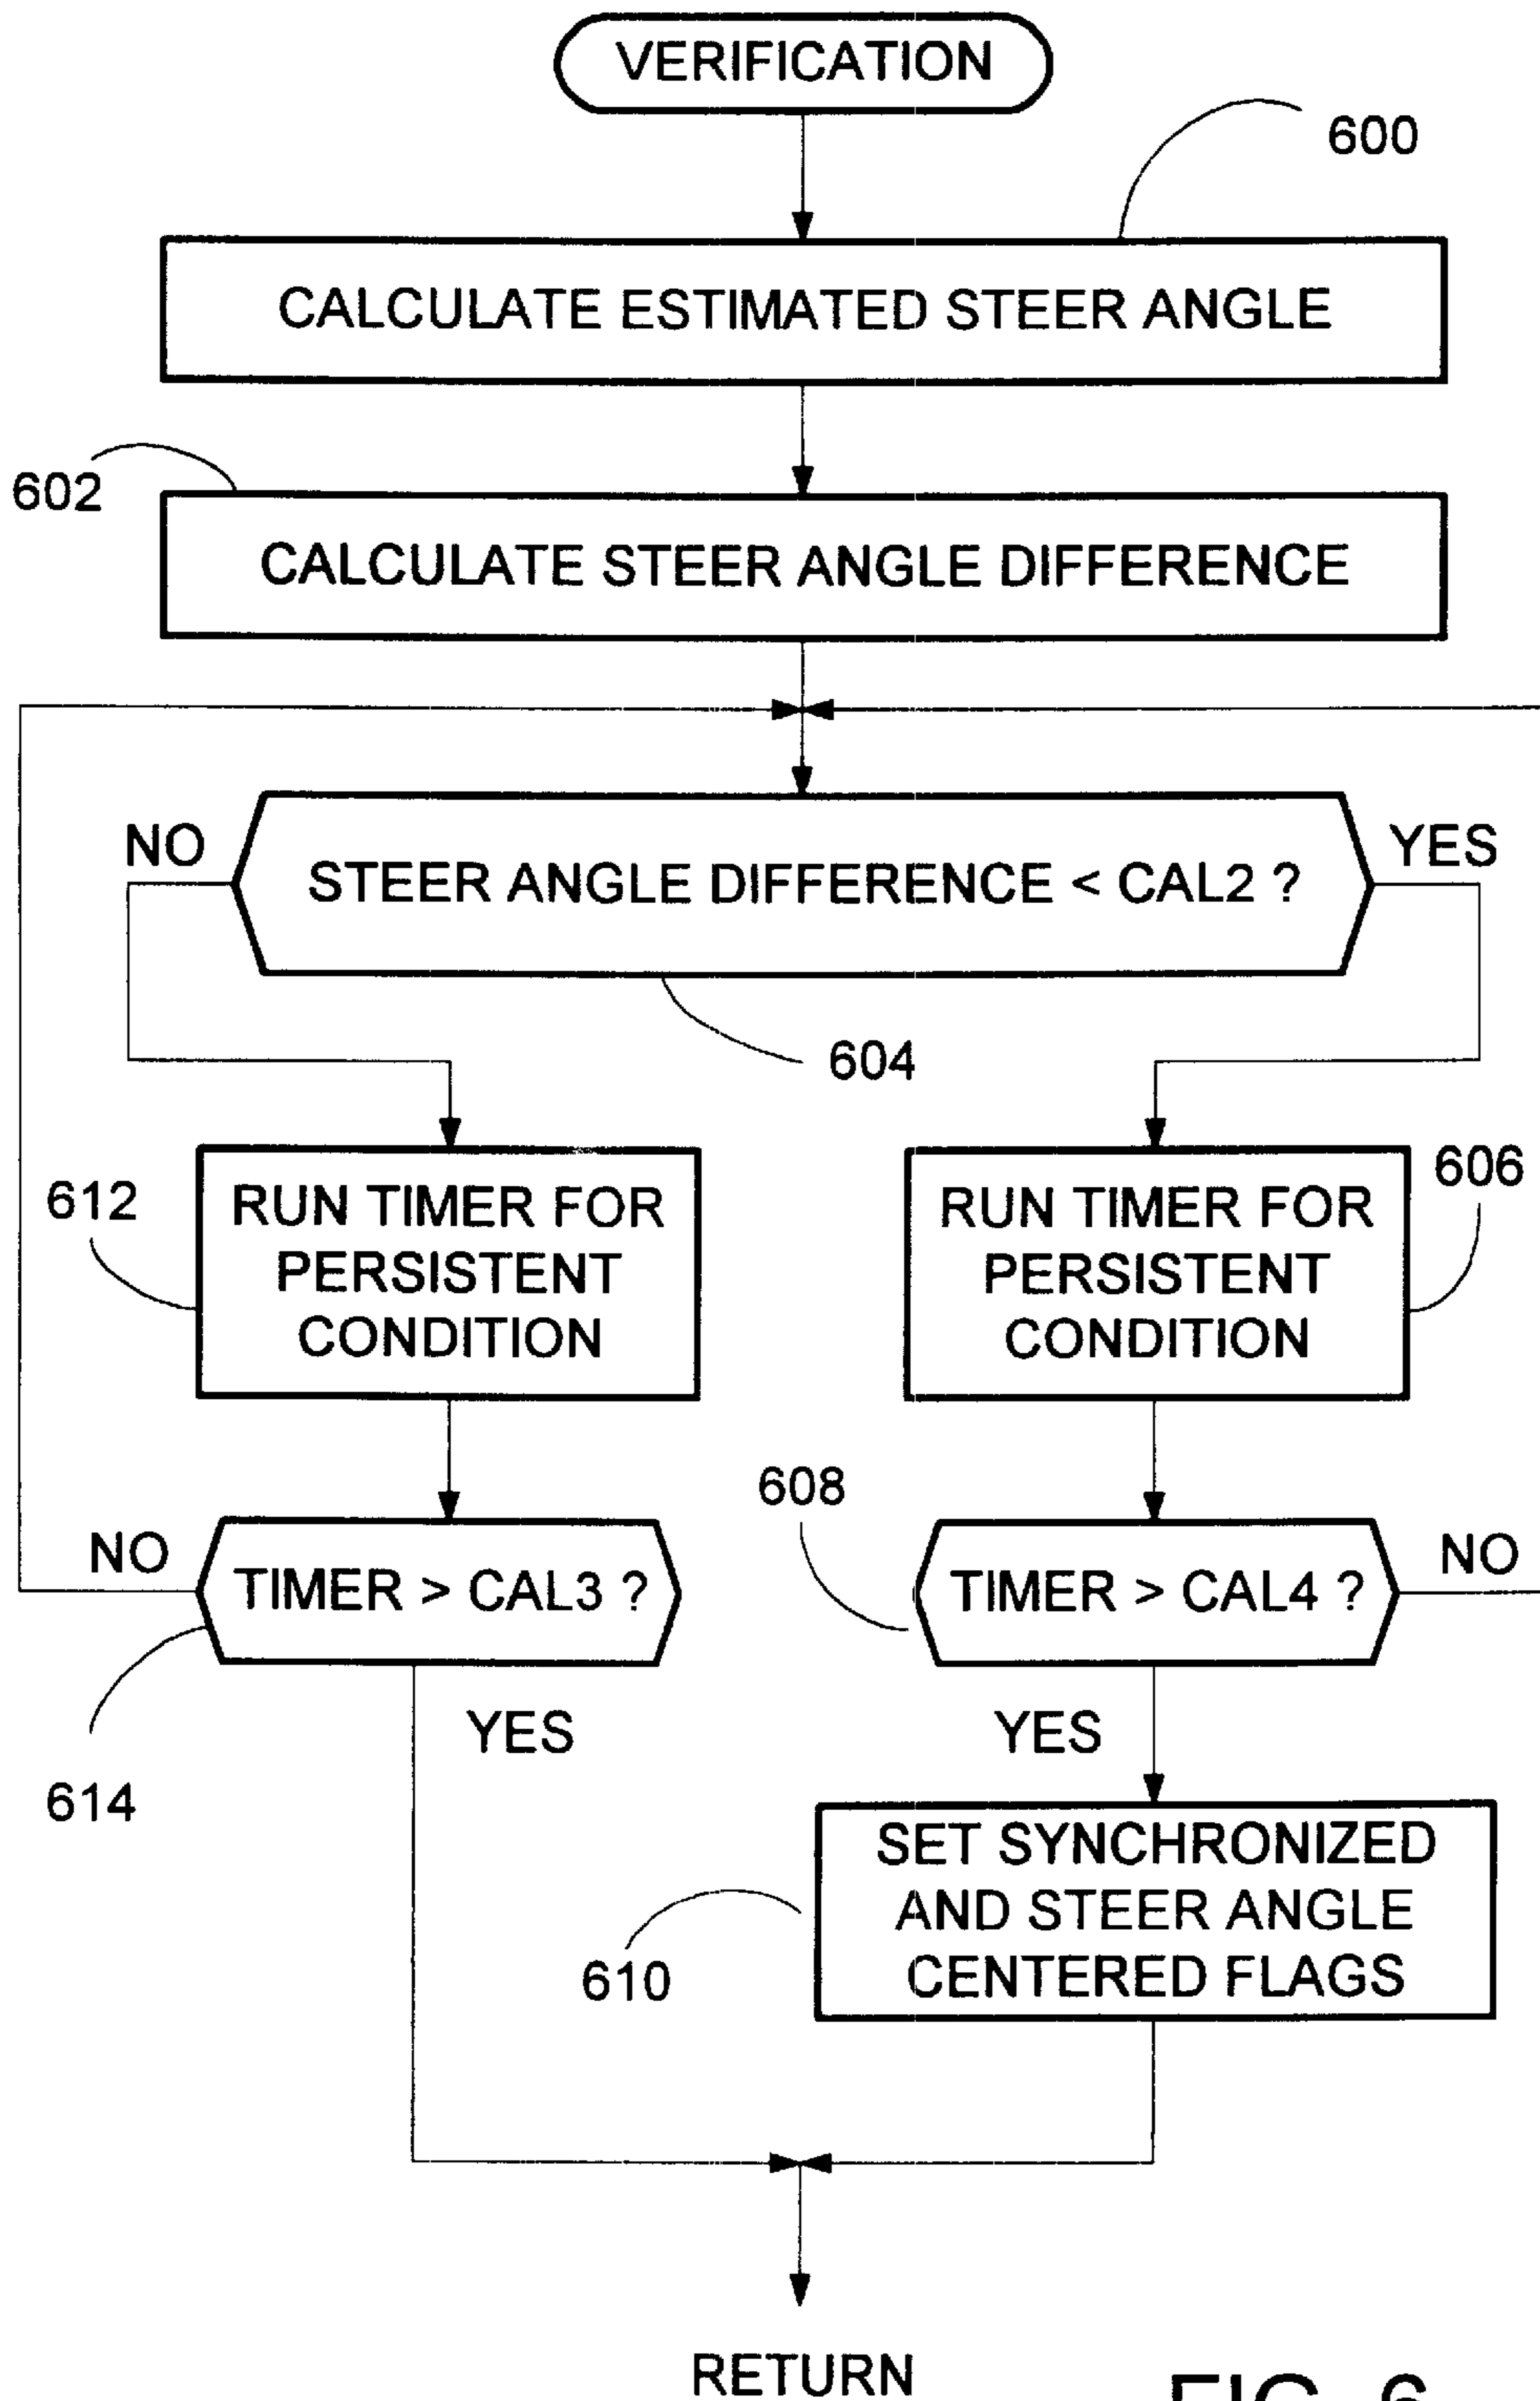 VERIFICATION
600
CALCULATE ESTIMATED STEER ANGLE
602
CALCULATE STEER ANGLE DIFFERENCE
NO
YES
STEER ANGLE DIFFERENCE < CAL2 ?
604
612
RUN TIMER FOR
PERSISTENT
CONDITION
RUN TIMER FOR
PERSISTENT
CONDITION
606
608
NO
TIMER > CAL3 ?
TIMER > CAL4 ?
NO
YES
YES
614
SET SYNCHRONIZED
AND STEER ANGLE
CENTERED FLAGS
610
RETURN
FIG. 6